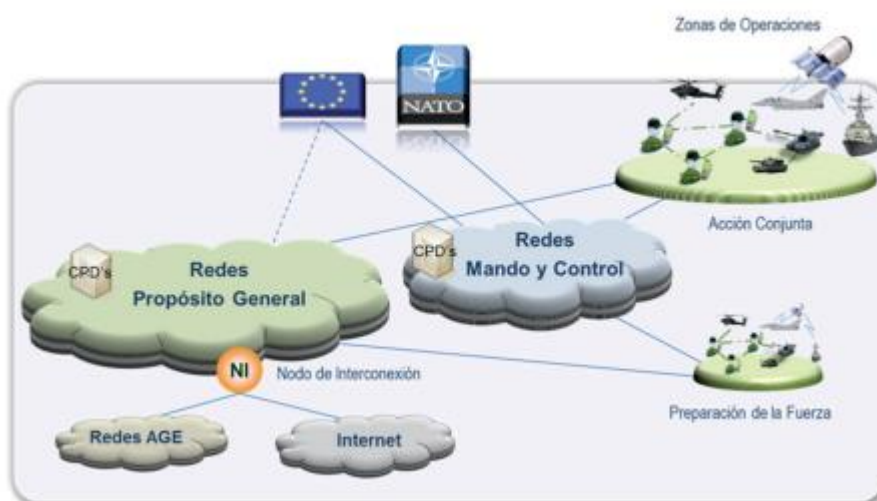 Zonas de Operaciones
NATO
Acción Conjunta
CPD's
Redes
Propósito General
CPD's
Redes
Mando y Control
NI
Nodo de Interconexión
Preparación de la Fuerza
Redes AGE
Internet